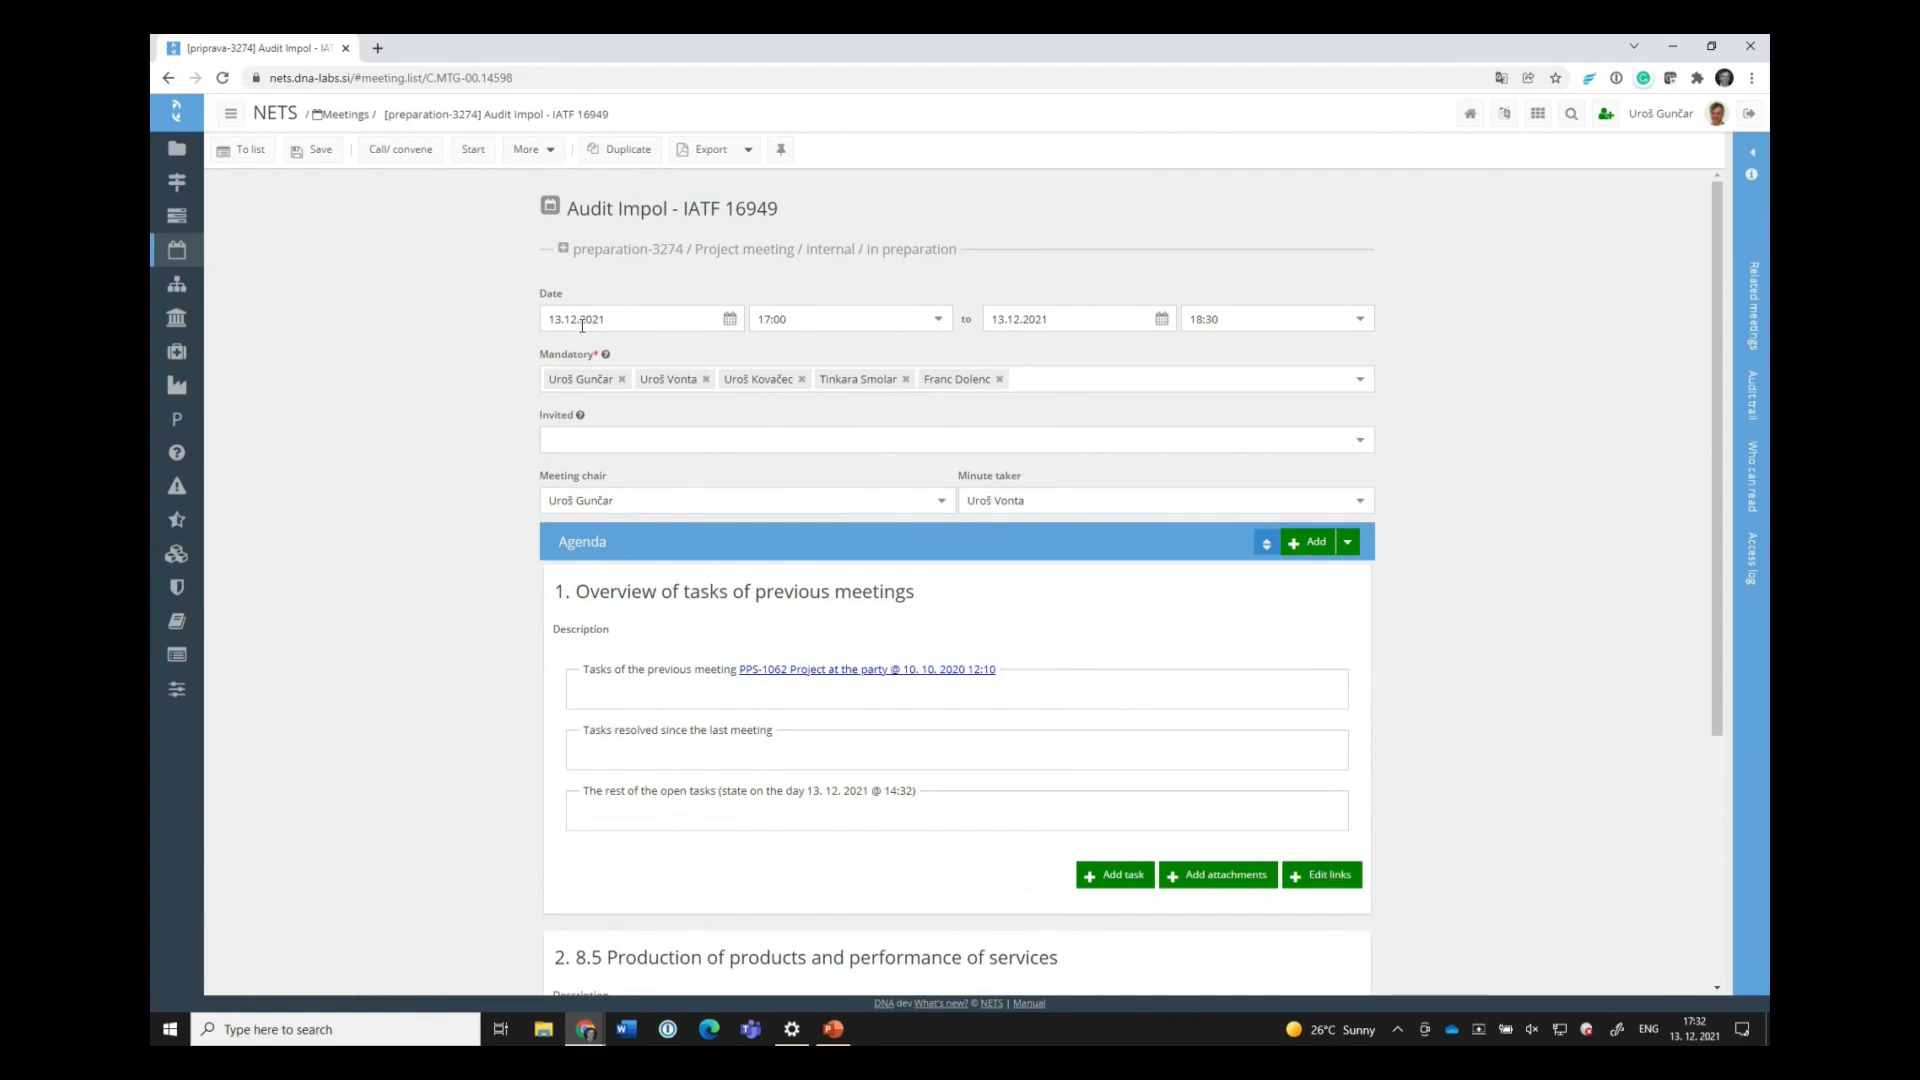 [priprava-3274] Audit Impol - IAT
nets.dna-labs.si/#meeting.list/C.MTG-00.14598
NETS / Meetings / [preparation-3274] Audit Impol - IATF 16949
Uroš Gunčar
To list Save Call/ convene Start More Duplicate Export
Audit Impol - IATF 16949
preparation-3274 / Project meeting / internal / in preparation
Date
13.12.2021 17:00 to 13.12.2021 18:30
Mandatory*
Uroš Gunčar Uroš Vonta Uroš Kovačec Tinkara Smolar Franc Dolenc
Invited
Meeting chair Minute taker
Uroš Gunčar Uroš Vonta
Agenda Add
1. Overview of tasks of previous meetings
Description
Tasks of the previous meeting PPS-1062 Project at the party @ 10. 10. 2020 12:10
Tasks resolved since the last meeting
The rest of the open tasks (state on the day 13. 12. 2021 @ 14:32)
Add task Add attachments Edit links
2. 8.5 Production of products and performance of services
Description
Related meetings
Audit trail
Who can read
Access log
P
DNA dev What's new? © NETS | Manual
Type here to search
26°C Sunny
ENG
17:32
13. 12. 2021